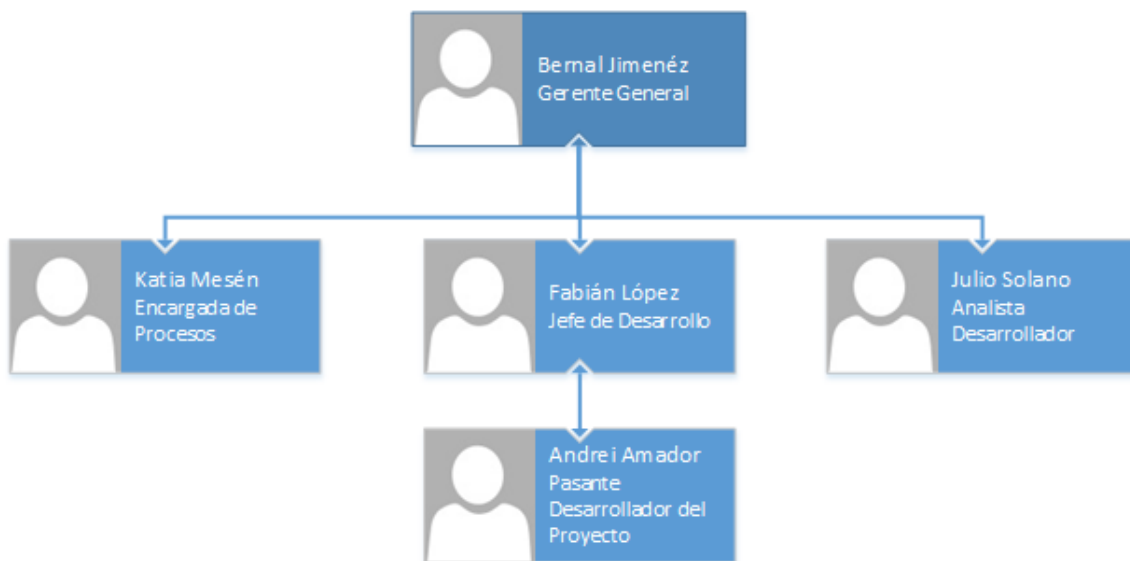 Bernal Jimenéz
Gerente General
Katia Mesén
Encargada de
Procesos
Fabián López
Jefe de Desarrollo
Julio Solano
Analista
Desarrollador
Andrei Amador
Pasante
Desarrollador del
Proyecto